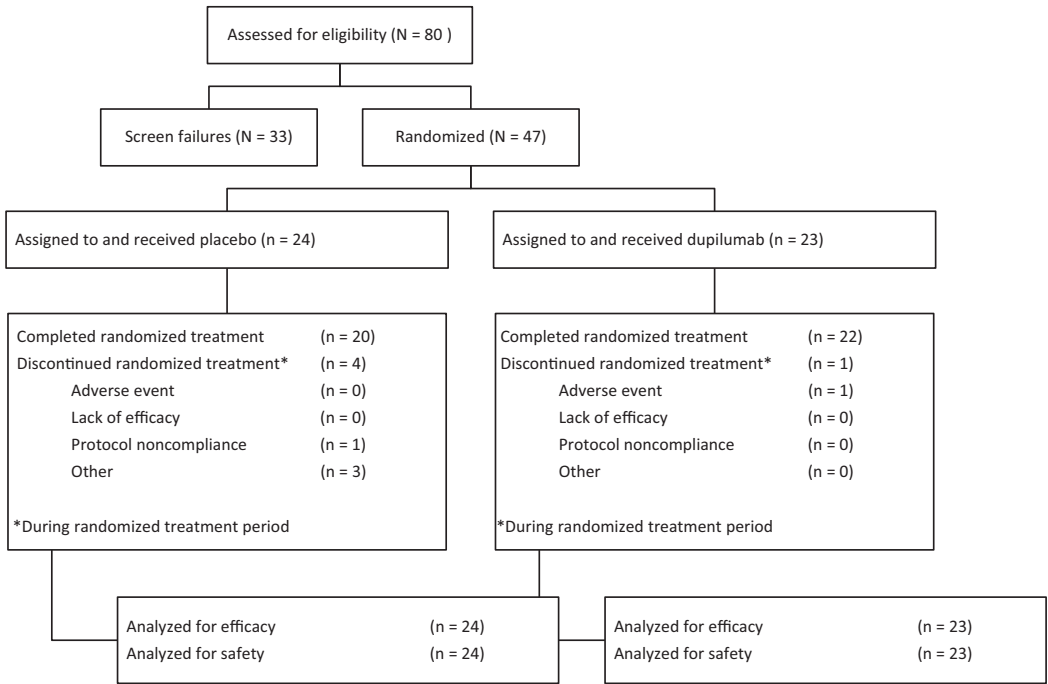 Assessed for eligibility (N = 80 )
Screen failures (N = 33)
Randomized (N = 47)
Assigned to and received placebo (n = 24)
Assigned to and received dupilumab (n = 23)
Completed randomized treatment (n = 20)
Discontinued randomized treatment* (n = 4)
Adverse event (n = 0)
Lack of efficacy (n = 0)
Protocol noncompliance (n = 1)
Other (n = 3)
*During randomized treatment period
Completed randomized treatment (n = 22)
Discontinued randomized treatment* (n = 1)
Adverse event (n = 1)
Lack of efficacy (n = 0)
Protocol noncompliance (n = 0)
Other (n = 0)
*During randomized treatment period
Analyzed for efficacy (n = 24)
Analyzed for safety (n = 24)
Analyzed for efficacy (n = 23)
Analyzed for safety (n = 23)